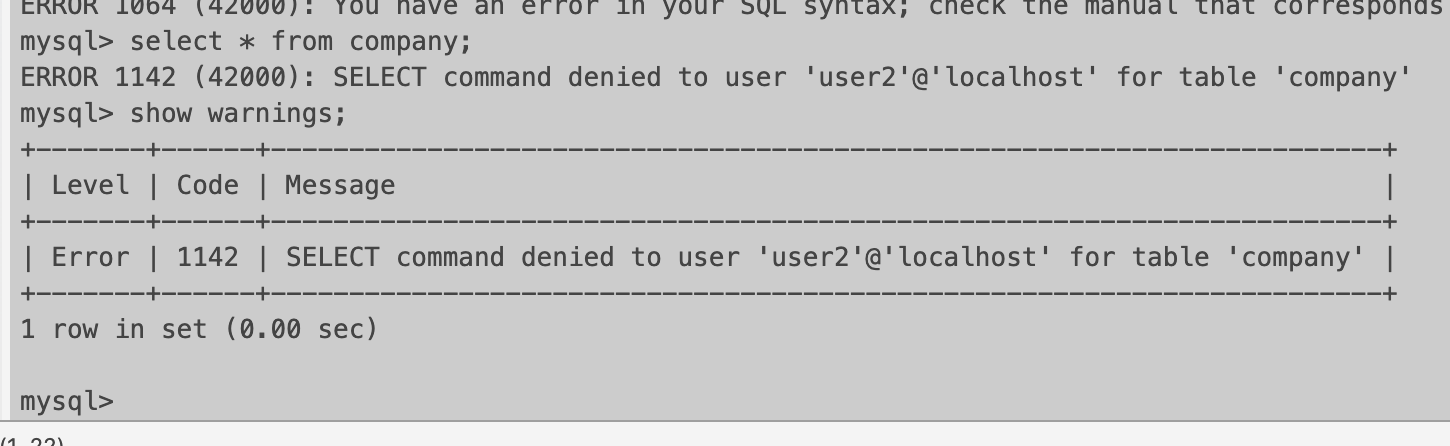 ERROR 1064 (42000): You have an error in your SQL syntax; check the manual that corresponds
mysql> select * from company;
ERROR 1142 (42000): SELECT command denied to user 'user2'@'localhost' for table 'company'
mysql> show warnings;
+-------+------+-----------------------------------------------------------------------+
| Level | Code | Message                                                               |
+-------+------+-----------------------------------------------------------------------+
| Error | 1142 | SELECT command denied to user 'user2'@'localhost' for table 'company' |
+-------+------+-----------------------------------------------------------------------+
1 row in set (0.00 sec)
mysql>
(1, 22)